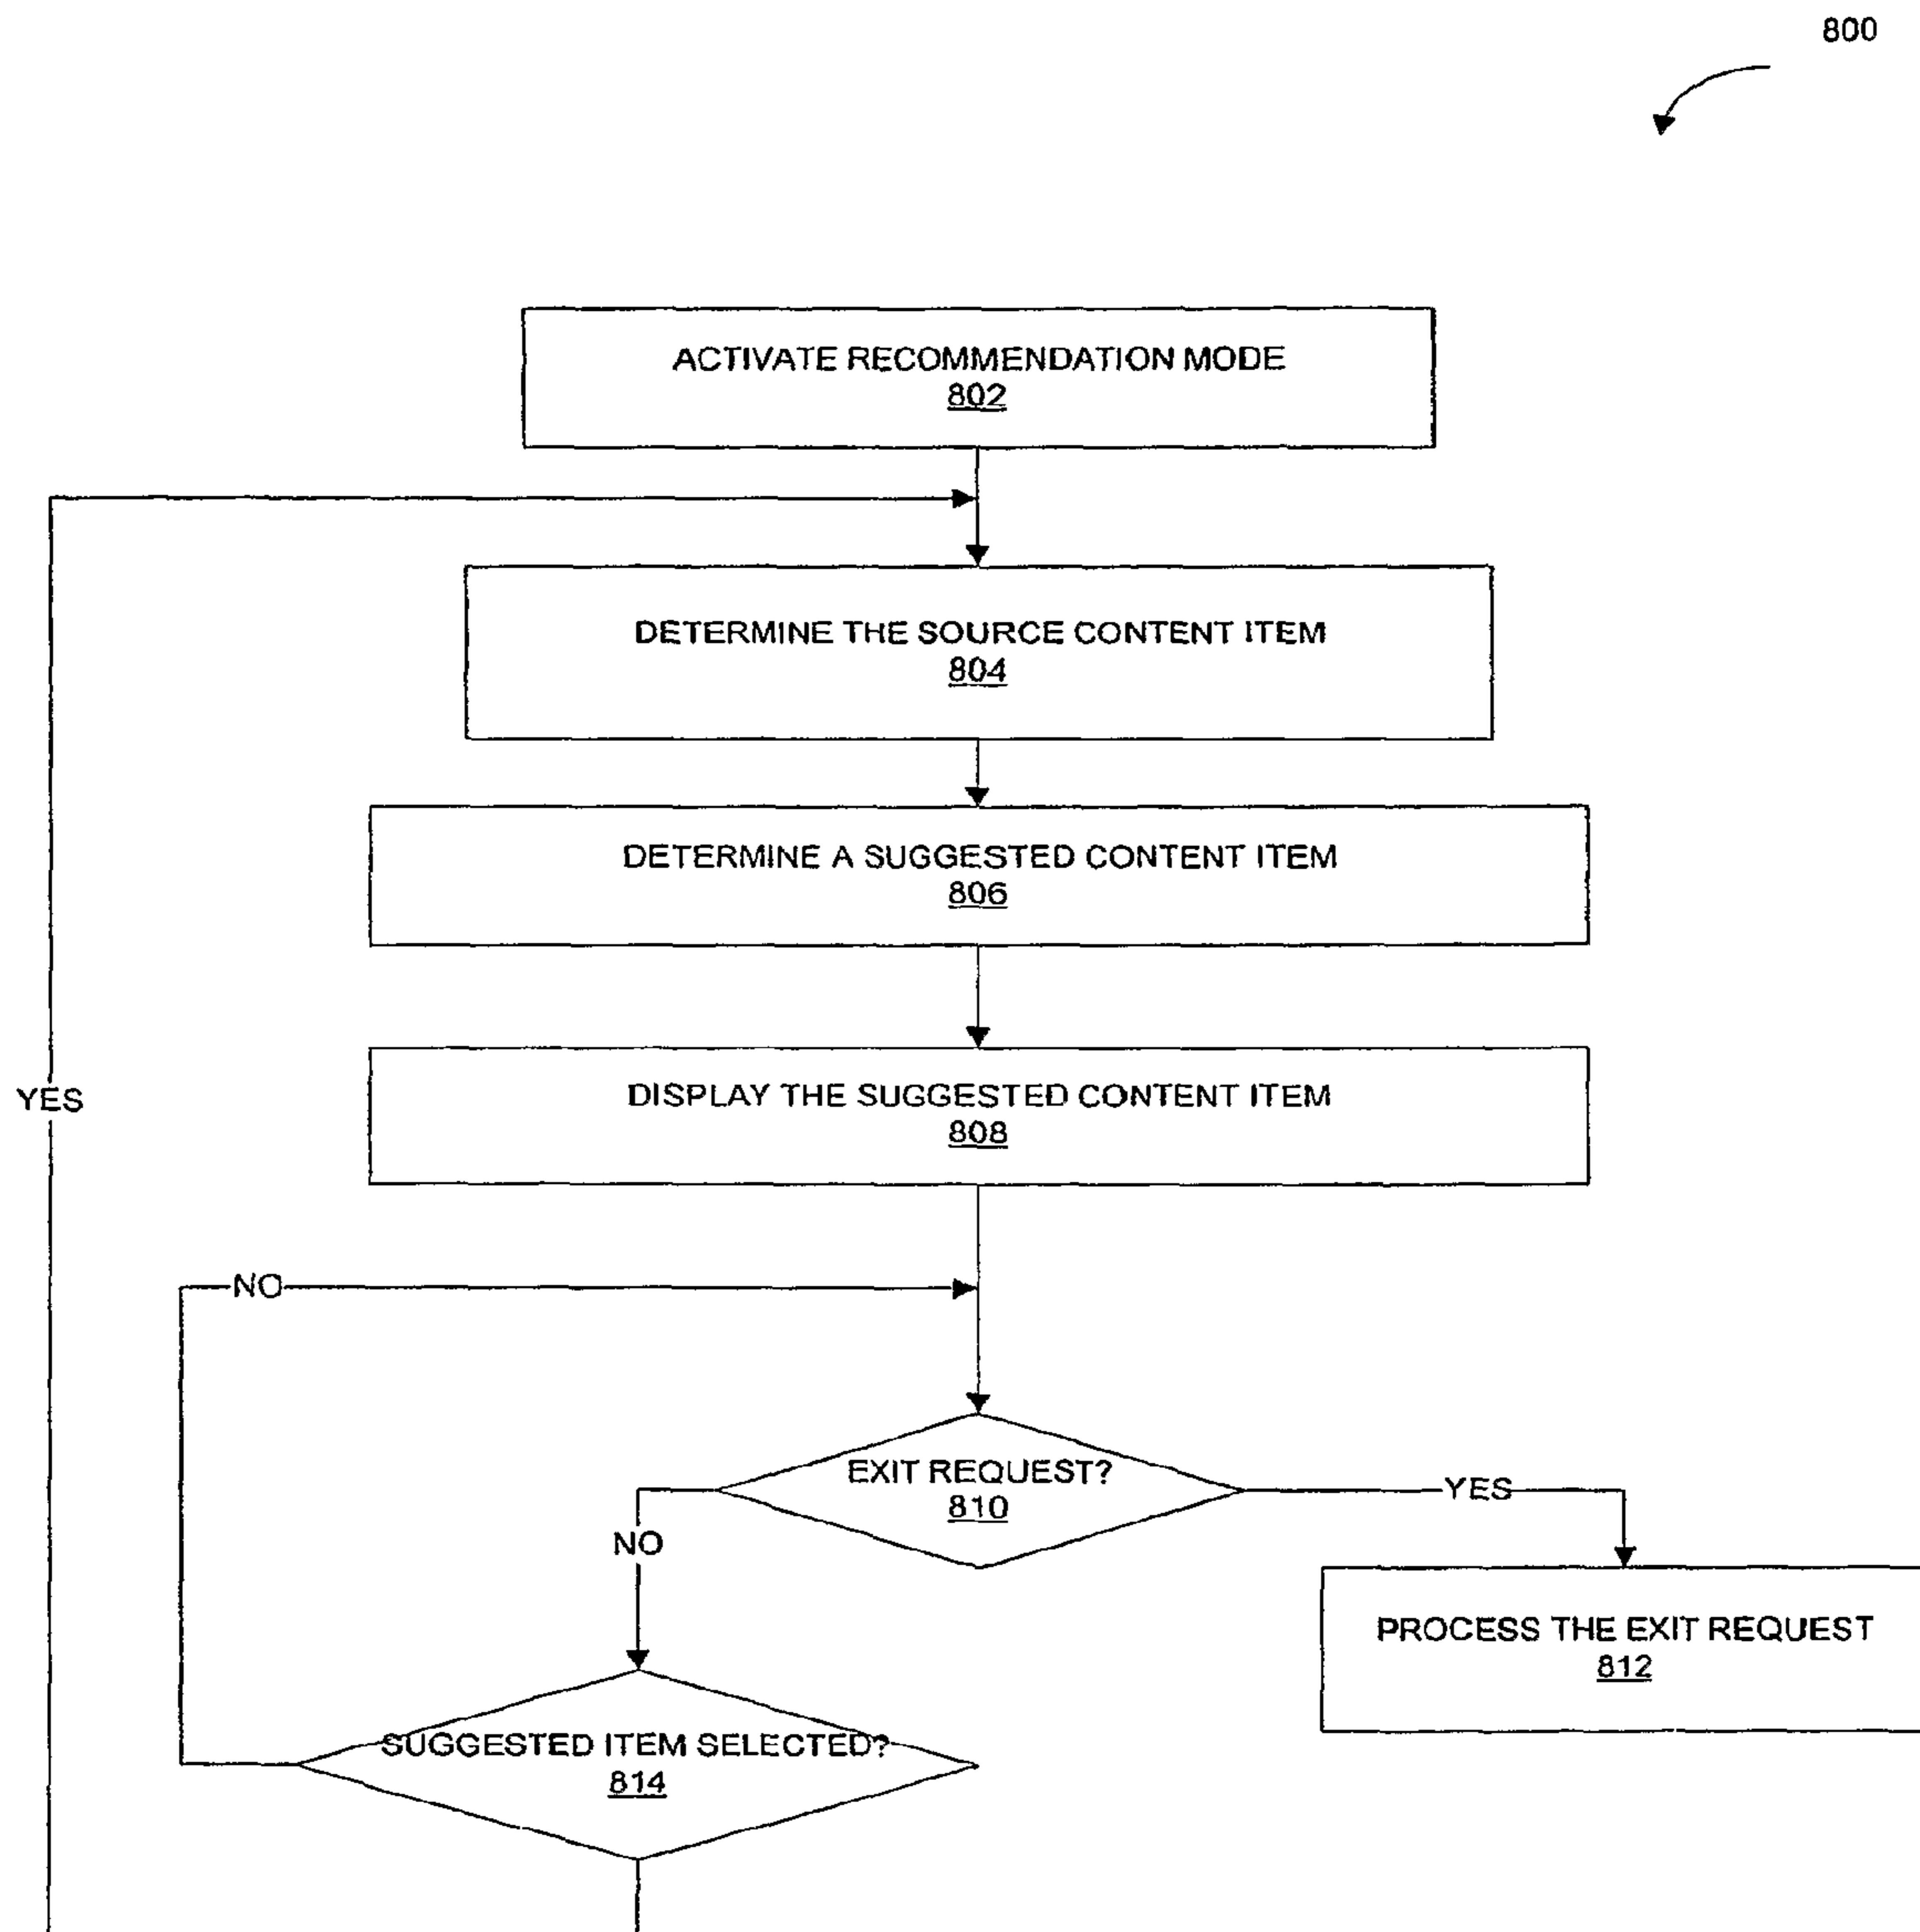 800
ACTIVATE RECOMMENDATION MODE
802
DETERMINE THE SOURCE CONTENT ITEM
804
DETERMINE A SUGGESTED CONTENT ITEM
806
DISPLAY THE SUGGESTED CONTENT ITEM
808
YES
NO
EXIT REQUEST?
810
YES
NO
PROCESS THE EXIT REQUEST
812
SUGGESTED ITEM SELECTED?
814